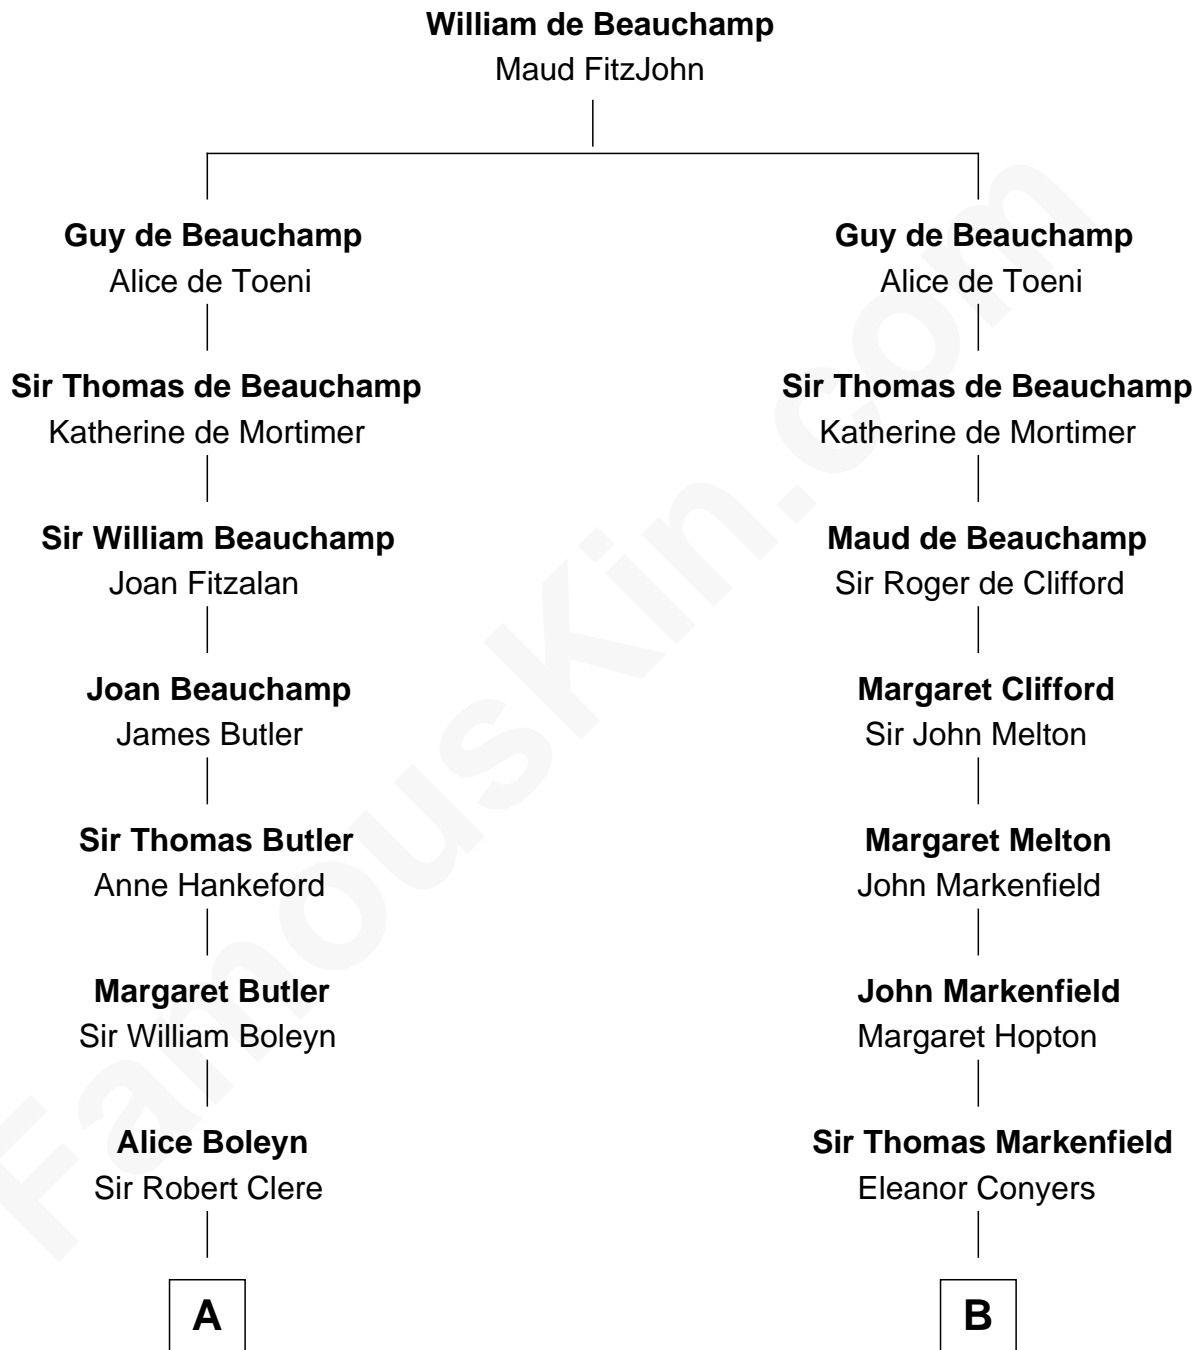 William de Beauchamp
Maud FitzJohn
Guy de Beauchamp
Alice de Toeni
Sir Thomas de Beauchamp
Katherine de Mortimer
Sir William Beauchamp
Joan Fitzalan
Joan Beauchamp
James Butler
Sir Thomas Butler
Anne Hankeford
Margaret Butler
Sir William Boleyn
Alice Boleyn
Sir Robert Clere
A
Guy de Beauchamp
Alice de Toeni
Sir Thomas de Beauchamp
Katherine de Mortimer
Maud de Beauchamp
Sir Roger de Clifford
Margaret Clifford
Sir John Melton
Margaret Melton
John Markenfield
John Markenfield
Margaret Hopton
Sir Thomas Markenfield
Eleanor Conyers
B
FamousKin.com